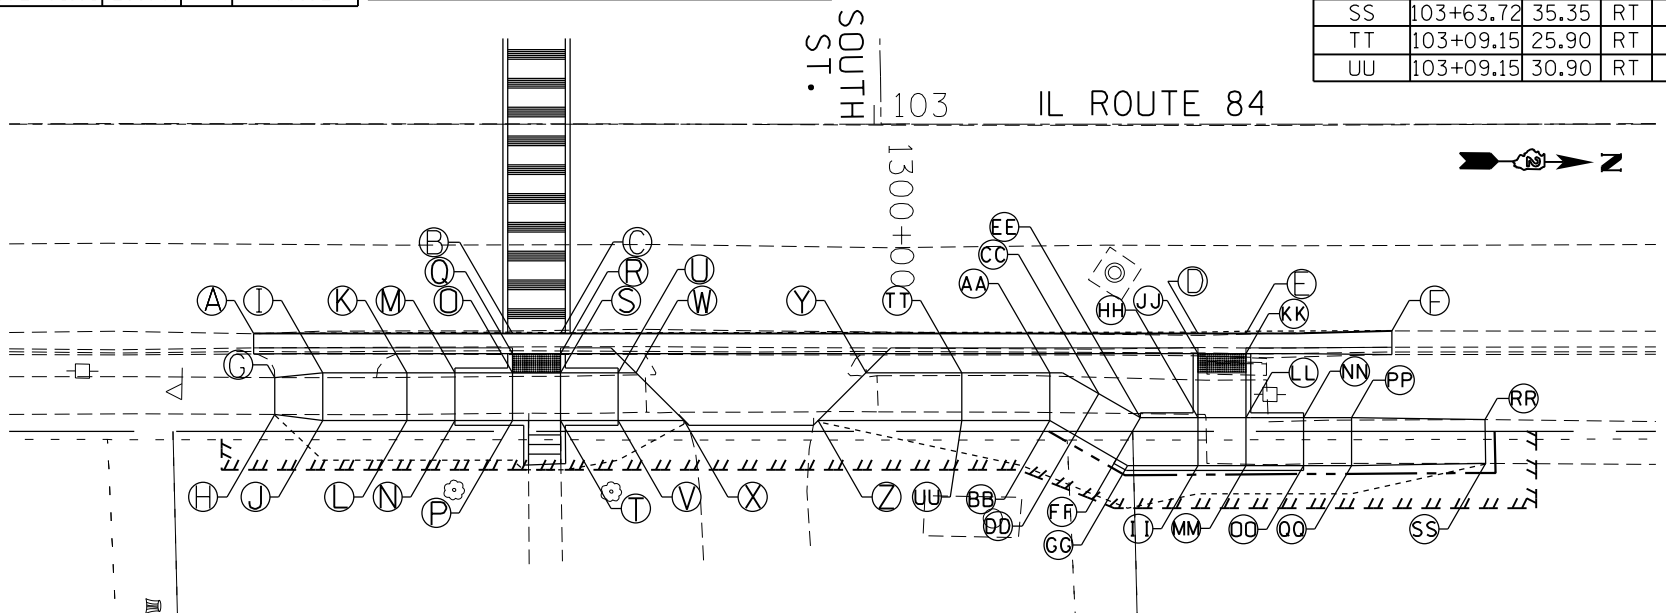 SS 103+63.72 35.35 RT
TT 103+09.15 25.90 RT
UU 103+09.15 30.90 RT
SOUTH
ST.
103
IL ROUTE 84
1300+00
N
B
C
EE
Q
R
U
CC
O
S
W
AA
D
E
A
I
K
M
Y
TT
HH
JJ
KK
F
G
LL
NN
PP
RR
H
J
L
N
P
T
V
X
Z
UU
BB
DD
FF
GG
II
MM
OO
QQ
SS